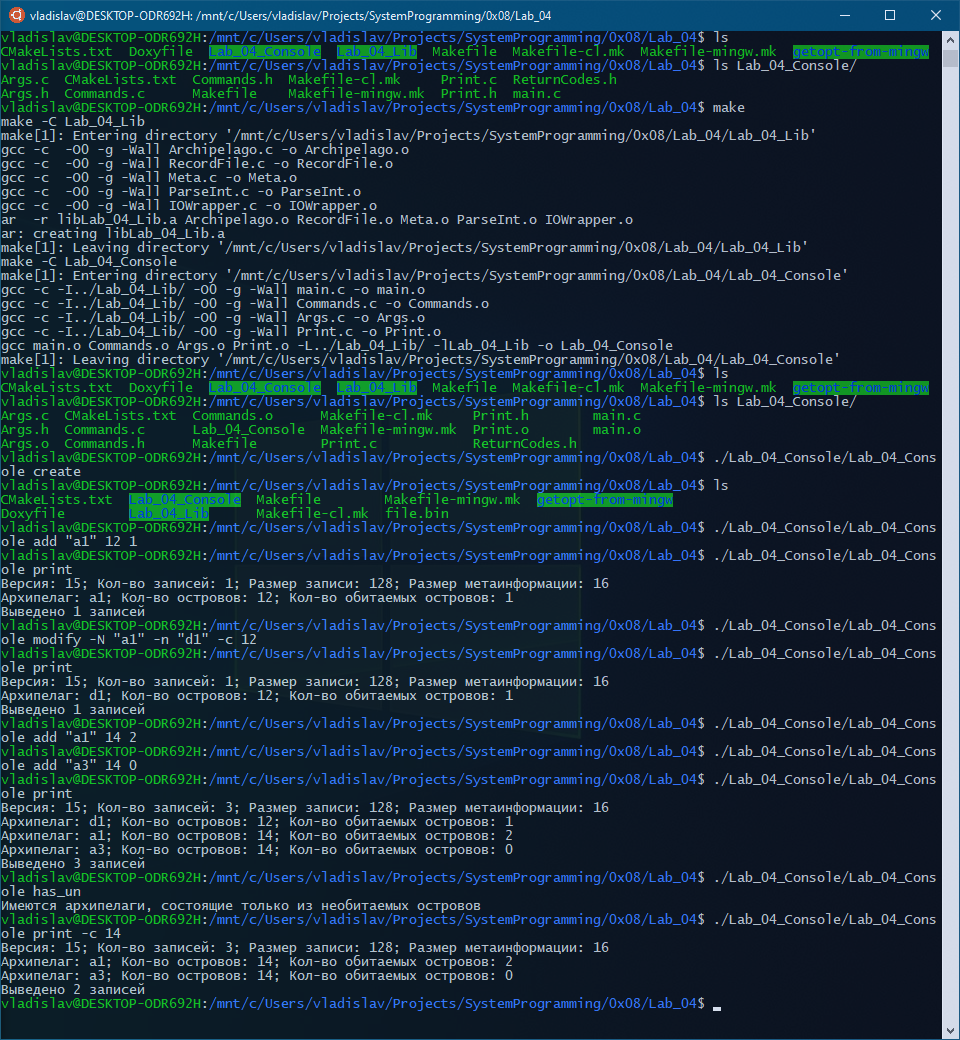 vladislav@DESKTOP-ODR692H: /mnt/c/Users/vladislav/Projects/SystemProgramming/0x08/Lab_04
vladislav@DESKTOP-ODR692H:/mnt/c/Users/vladislav/Projects/SystemProgramming/0x08/Lab_04$ ls
CMakeLists.txt  Doxyfile  Lab_04_Console  Lab_04_Lib  Makefile  Makefile-cl.mk  Makefile-mingw.mk  getopt-from-mingw
vladislav@DESKTOP-ODR692H:/mnt/c/Users/vladislav/Projects/SystemProgramming/0x08/Lab_04$ ls Lab_04_Console/
Args.c  CMakeLists.txt  Commands.h  Makefile-cl.mk     Print.c  ReturnCodes.h
Args.h  Commands.c      Makefile    Makefile-mingw.mk  Print.h  main.c
vladislav@DESKTOP-ODR692H:/mnt/c/Users/vladislav/Projects/SystemProgramming/0x08/Lab_04$ make
make -C Lab_04_Lib
make[1]: Entering directory '/mnt/c/Users/vladislav/Projects/SystemProgramming/0x08/Lab_04/Lab_04_Lib'
gcc -c  -O0 -g -Wall Archipelago.c -o Archipelago.o
gcc -c  -O0 -g -Wall RecordFile.c -o RecordFile.o
gcc -c  -O0 -g -Wall Meta.c -o Meta.o
gcc -c  -O0 -g -Wall ParseInt.c -o ParseInt.o
gcc -c  -O0 -g -Wall IOWrapper.c -o IOWrapper.o
ar  -r libLab_04_Lib.a Archipelago.o RecordFile.o Meta.o ParseInt.o IOWrapper.o
ar: creating libLab_04_Lib.a
make[1]: Leaving directory '/mnt/c/Users/vladislav/Projects/SystemProgramming/0x08/Lab_04/Lab_04_Lib'
make -C Lab_04_Console
make[1]: Entering directory '/mnt/c/Users/vladislav/Projects/SystemProgramming/0x08/Lab_04/Lab_04_Console'
gcc -c -I../Lab_04_Lib/ -O0 -g -Wall main.c -o main.o
gcc -c -I../Lab_04_Lib/ -O0 -g -Wall Commands.c -o Commands.o
gcc -c -I../Lab_04_Lib/ -O0 -g -Wall Args.c -o Args.o
gcc -c -I../Lab_04_Lib/ -O0 -g -Wall Print.c -o Print.o
gcc main.o Commands.o Args.o Print.o -L../Lab_04_Lib/ -lLab_04_Lib -o Lab_04_Console
make[1]: Leaving directory '/mnt/c/Users/vladislav/Projects/SystemProgramming/0x08/Lab_04/Lab_04_Console'
vladislav@DESKTOP-ODR692H:/mnt/c/Users/vladislav/Projects/SystemProgramming/0x08/Lab_04$ ls
CMakeLists.txt  Doxyfile  Lab_04_Console  Lab_04_Lib  Makefile  Makefile-cl.mk  Makefile-mingw.mk  getopt-from-mingw
vladislav@DESKTOP-ODR692H:/mnt/c/Users/vladislav/Projects/SystemProgramming/0x08/Lab_04$ ls Lab_04_Console/
Args.c  CMakeLists.txt  Commands.o      Makefile-cl.mk     Print.h        main.c
Args.h  Commands.c      Lab_04_Console  Makefile-mingw.mk  Print.o        main.o
Args.o  Commands.h      Makefile        Print.c            ReturnCodes.h
vladislav@DESKTOP-ODR692H:/mnt/c/Users/vladislav/Projects/SystemProgramming/0x08/Lab_04$ ./Lab_04_Console/Lab_04_Cons
ole create
vladislav@DESKTOP-ODR692H:/mnt/c/Users/vladislav/Projects/SystemProgramming/0x08/Lab_04$ ls
CMakeLists.txt  Lab_04_Console  Makefile        Makefile-mingw.mk  getopt-from-mingw
Doxyfile        Lab_04_Lib      Makefile-cl.mk  file.bin
vladislav@DESKTOP-ODR692H:/mnt/c/Users/vladislav/Projects/SystemProgramming/0x08/Lab_04$ ./Lab_04_Console/Lab_04_Cons
ole add "a1" 12 1
vladislav@DESKTOP-ODR692H:/mnt/c/Users/vladislav/Projects/SystemProgramming/0x08/Lab_04$ ./Lab_04_Console/Lab_04_Cons
ole print
Версия: 15; Кол-во записей: 1; Размер записи: 128; Размер метаинформации: 16
Архипелаг: a1; Кол-во островов: 12; Кол-во обитаемых островов: 1
Выведено 1 записей
vladislav@DESKTOP-ODR692H:/mnt/c/Users/vladislav/Projects/SystemProgramming/0x08/Lab_04$ ./Lab_04_Console/Lab_04_Cons
ole modify -N "a1" -n "d1" -c 12
vladislav@DESKTOP-ODR692H:/mnt/c/Users/vladislav/Projects/SystemProgramming/0x08/Lab_04$ ./Lab_04_Console/Lab_04_Cons
ole print
Версия: 15; Кол-во записей: 1; Размер записи: 128; Размер метаинформации: 16
Архипелаг: d1; Кол-во островов: 12; Кол-во обитаемых островов: 1
Выведено 1 записей
vladislav@DESKTOP-ODR692H:/mnt/c/Users/vladislav/Projects/SystemProgramming/0x08/Lab_04$ ./Lab_04_Console/Lab_04_Cons
ole add "a1" 14 2
vladislav@DESKTOP-ODR692H:/mnt/c/Users/vladislav/Projects/SystemProgramming/0x08/Lab_04$ ./Lab_04_Console/Lab_04_Cons
ole add "a3" 14 0
vladislav@DESKTOP-ODR692H:/mnt/c/Users/vladislav/Projects/SystemProgramming/0x08/Lab_04$ ./Lab_04_Console/Lab_04_Cons
ole print
Версия: 15; Кол-во записей: 3; Размер записи: 128; Размер метаинформации: 16
Архипелаг: d1; Кол-во островов: 12; Кол-во обитаемых островов: 1
Архипелаг: a1; Кол-во островов: 14; Кол-во обитаемых островов: 2
Архипелаг: a3; Кол-во островов: 14; Кол-во обитаемых островов: 0
Выведено 3 записей
vladislav@DESKTOP-ODR692H:/mnt/c/Users/vladislav/Projects/SystemProgramming/0x08/Lab_04$ ./Lab_04_Console/Lab_04_Cons
ole has_un
Имеются архипелаги, состоящие только из необитаемых островов
vladislav@DESKTOP-ODR692H:/mnt/c/Users/vladislav/Projects/SystemProgramming/0x08/Lab_04$ ./Lab_04_Console/Lab_04_Cons
ole print -c 14
Версия: 15; Кол-во записей: 3; Размер записи: 128; Размер метаинформации: 16
Архипелаг: a1; Кол-во островов: 14; Кол-во обитаемых островов: 2
Архипелаг: a3; Кол-во островов: 14; Кол-во обитаемых островов: 0
Выведено 2 записей
vladislav@DESKTOP-ODR692H:/mnt/c/Users/vladislav/Projects/SystemProgramming/0x08/Lab_04$